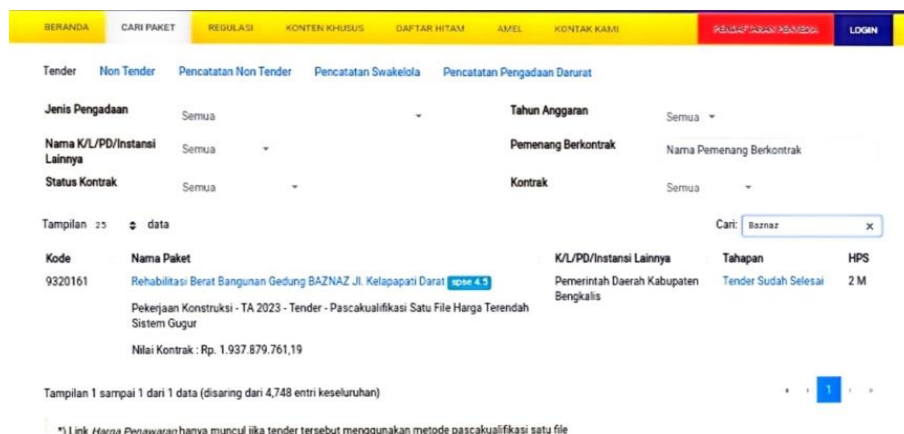 BERANDA CARI PAKET REGULASI KONTEN KHUSUS DAFTAR HITAM AMEL KONTAK KAMI PENDAFTARAN PENYEDIA LOGIN
Tender Non Tender Pencatatan Non Tender Pencatatan Swakelola Pencatatan Pengadaan Darurat
Jenis Pengadaan Semua Tahun Anggaran Semua
Nama K/L/PD/Instansi Lainnya Semua Pemenang Berkontrak Nama Pemenang Berkontrak
Status Kontrak Semua Kontrak Semua
Tampilan 25 data Cari: Baznaz x
Kode Nama Paket K/L/PD/Instansi Lainnya Tahapan HPS
9320161 Rehabilitasi Berat Bangunan Gedung BAZNAZ Jl. Kelapapati Darat spse 4.5 Pemerintah Daerah Kabupaten Bengkalis Tender Sudah Selesai 2 M
Pekerjaan Konstruksi - TA 2023 - Tender - Pascakualifikasi Satu File Harga Terendah
Sistem Gugur
Nilai Kontrak : Rp. 1.937.879.761,19
Tampilan 1 sampai 1 dari 1 data (disaring dari 4,748 entri keseluruhan) 1
*) Link Harga Penawaran hanya muncul jika tender tersebut menggunakan metode pascakualifikasi satu file